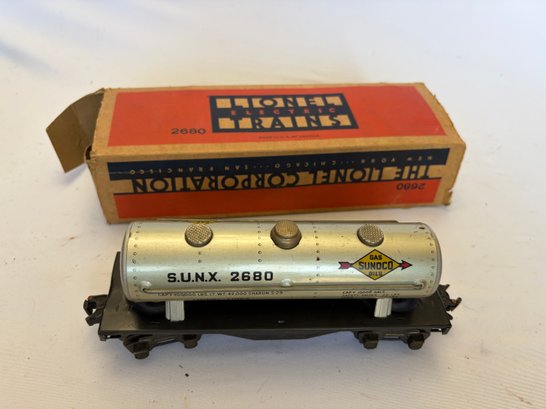 LIONEL
ELECTRIC
TRAINS
2680
THE LIONEL CORPORATION
NEW YORK CHICAGO SAN FRANCISCO
2680
S.U.N.X. 2680
GAS
SUNOCO
OILS